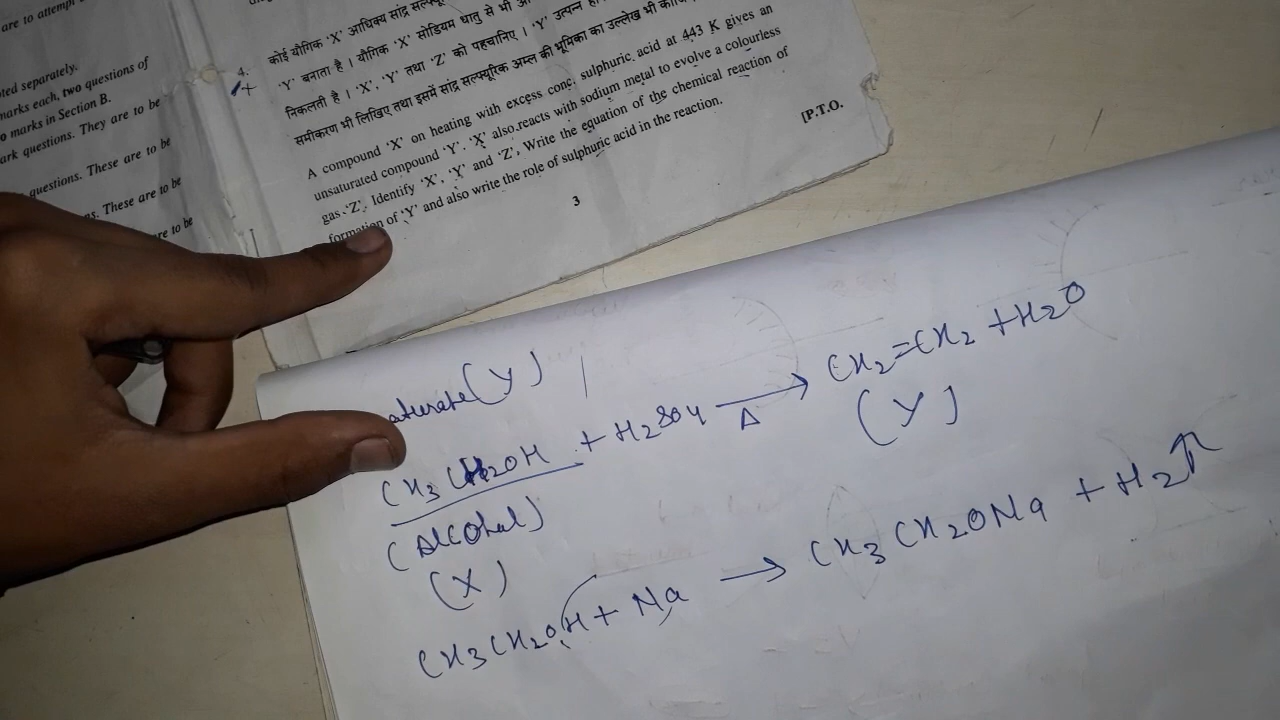 are to attempt
ted separately.
marks each, two questions of
o marks in Section B.
ark questions. They are to be
questions. These are to be
ns. These are to be
ere to be
4.
कोई यौगिक 'X' आधिक्य सांद्र
'Y' बनाता है । यौगिक 'X' सोडियम धातु से भी
निकलती है । 'X', 'Y' तथा 'Z' को पहचानिए । 'Y' उत्पन्न
समीकरण भी लिखिए तथा इसमें सांद्र सल्फ्यूरिक अम्ल की भूमिका का उल्लेख भी
A compound 'X' on heating with excess conc. sulphuric acid at 443 K gives an
unsaturated compound 'Y'. 'X' also reacts with sodium metal to evolve a colourless
gas 'Z'. Identify 'X', 'Y' and 'Z', Write the equation of the chemical reaction of
formation of 'Y' and also write the role of sulphuric acid in the reaction.
[P.T.O.
3
aturate (Y)
CH3CH2OH + H2SO4 →Δ CH2=CH2 + H2O
(Alcohal) (Y)
(X)
CH3CH2OH + Na → CH3CH2ONa + H2↑